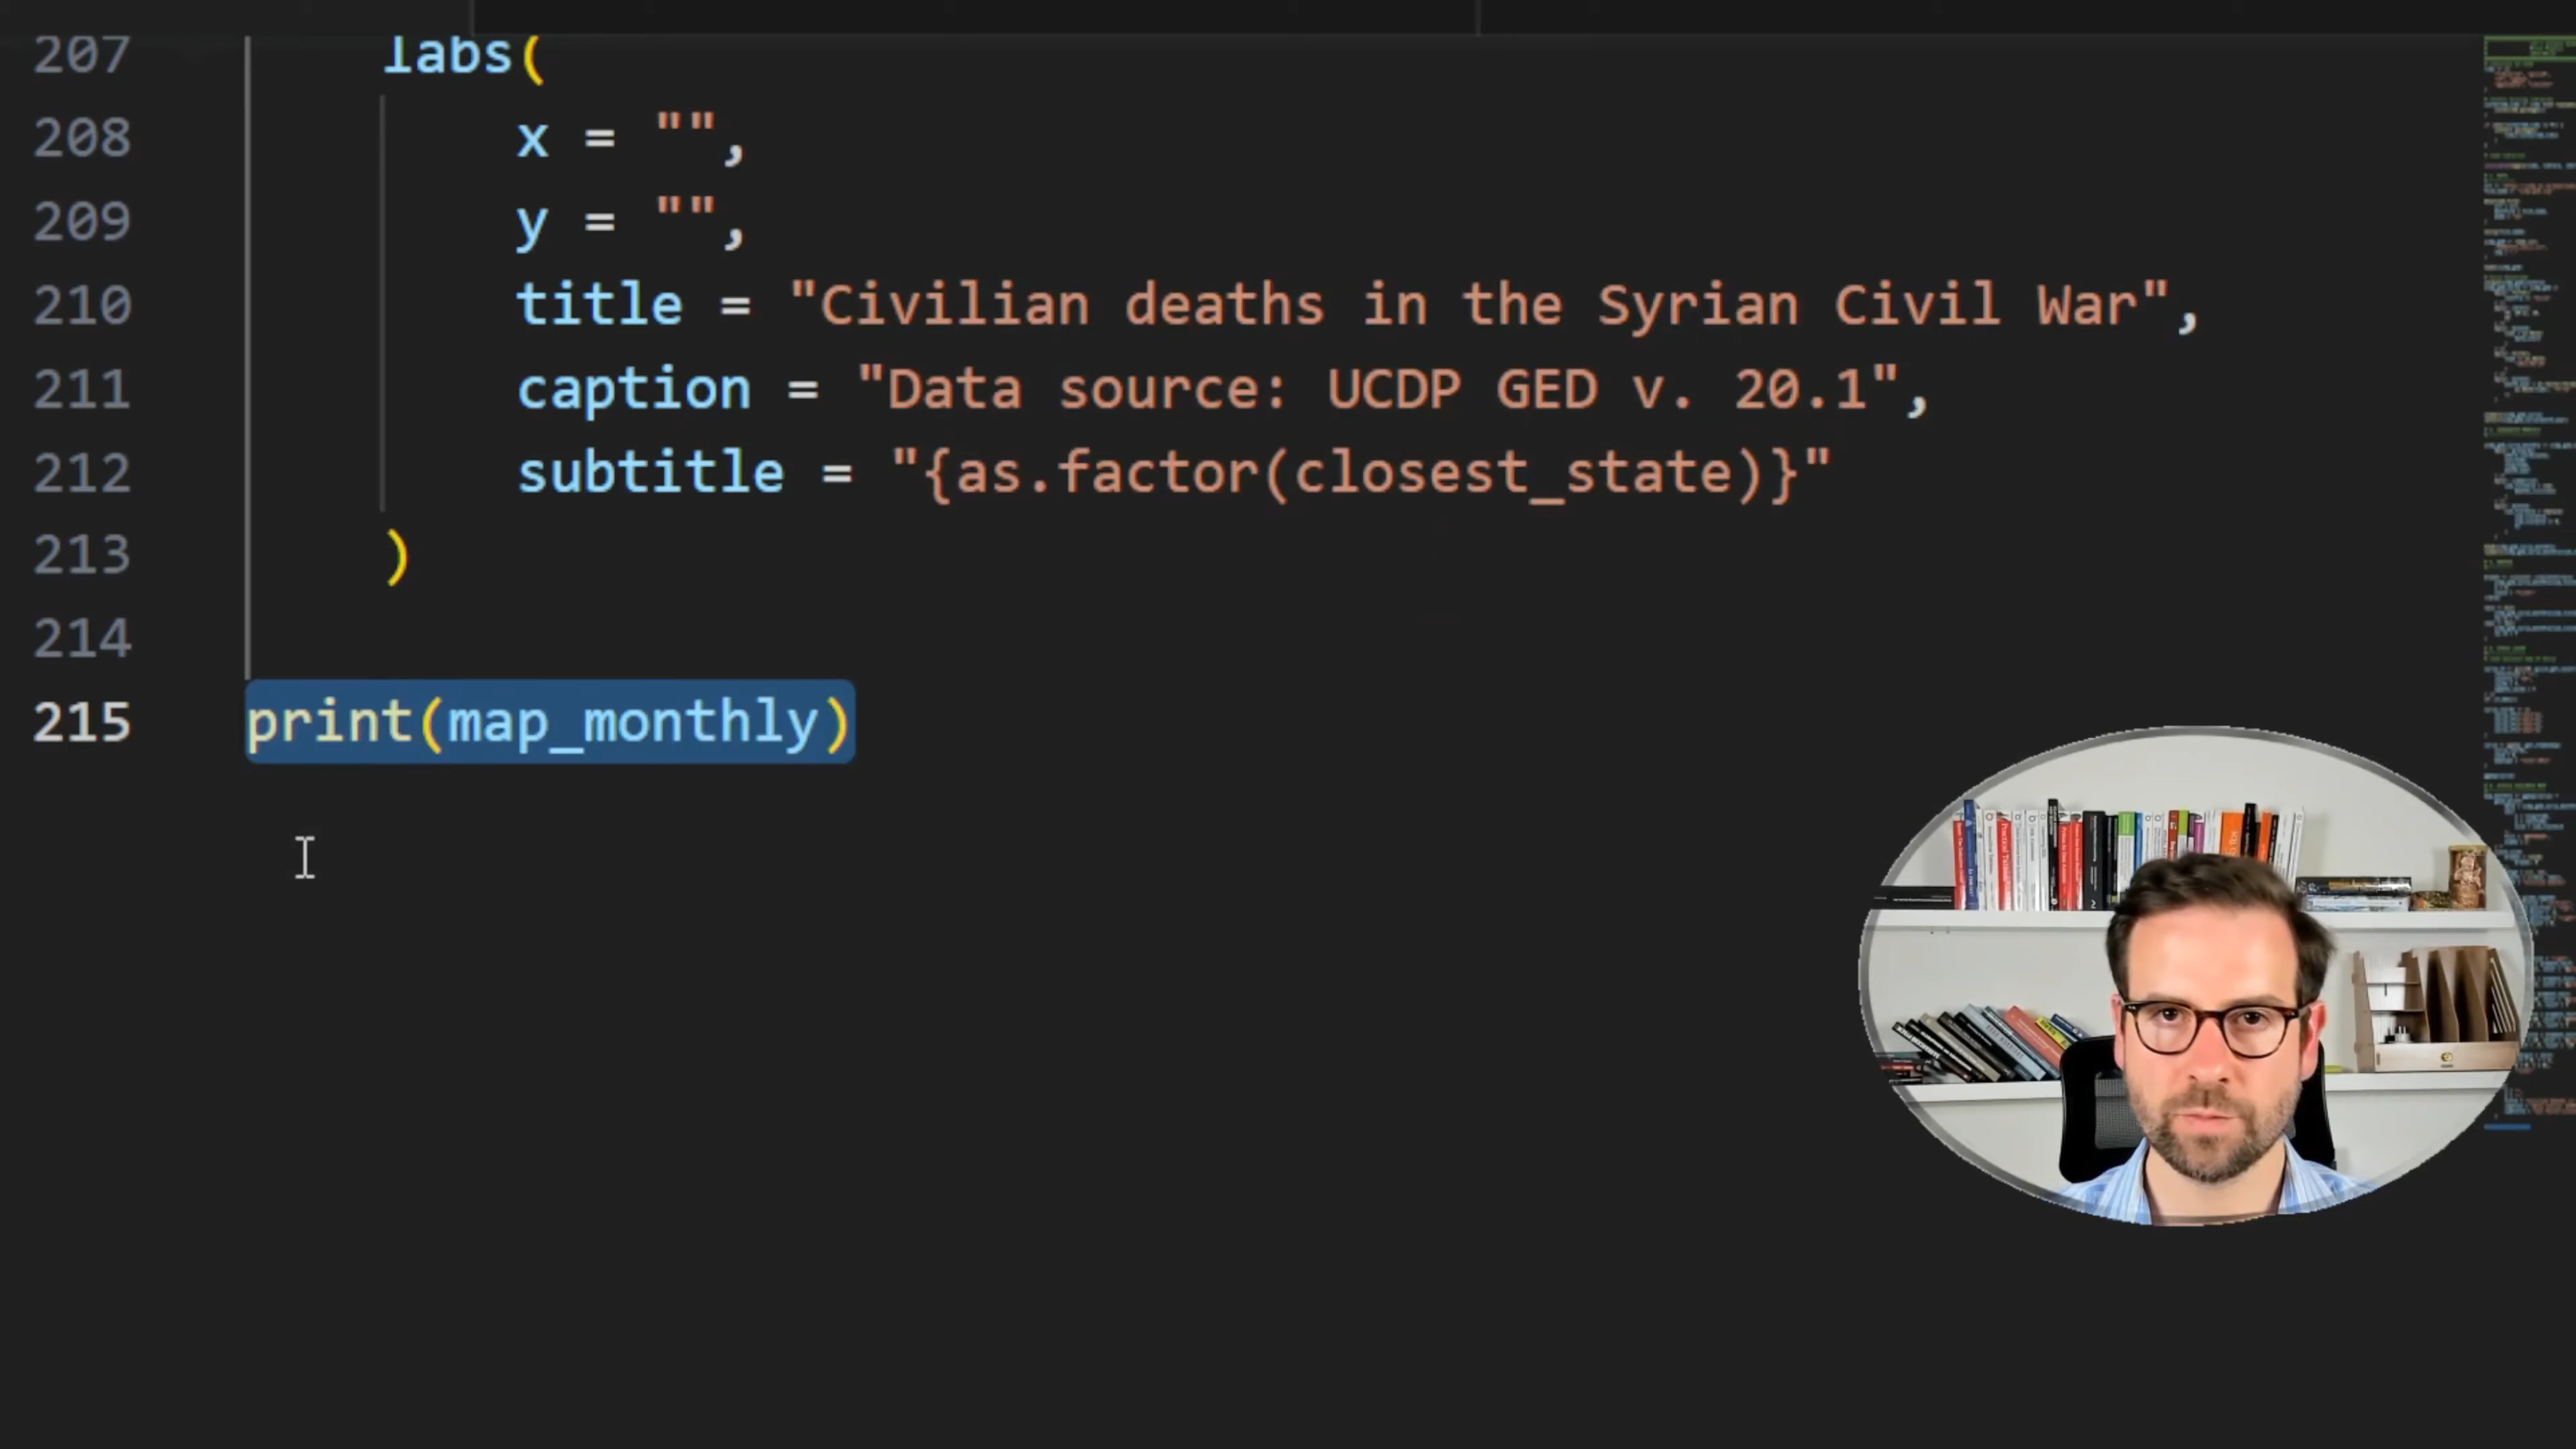 207 labs(
208 x = "",
209 y = "",
210 title = "Civilian deaths in the Syrian Civil War",
211 caption = "Data source: UCDP GED v. 20.1",
212 subtitle = "{as.factor(closest_state)}"
213 )
214
215 print(map_monthly)